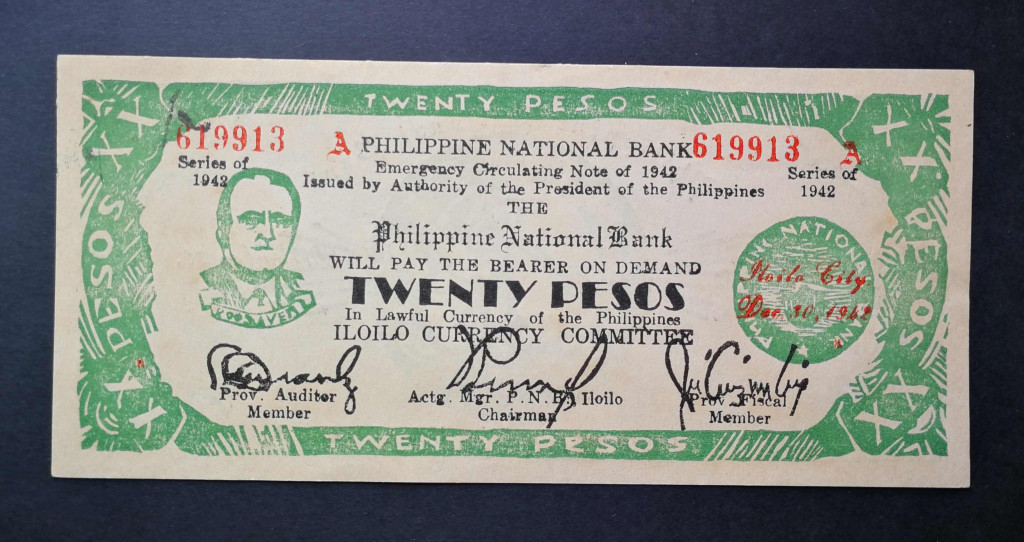 TWENTY PESOS
619913 A PHILIPPINE NATIONAL BANK 619913 A
Series of
1942
Emergency Circulating Note of 1942
Issued by Authority of the President of the Philippines
Series of
1942
THE
Philippine National Bank
WILL PAY THE BEARER ON DEMAND
TWENTY PESOS
In Lawful Currency of the Philippines
ILOILO CURRENCY COMMITTEE
ROOSEVELT
NATIONAL
Iloilo City
Dec. 30, 1942
XX PESOS XX
XX PESOS XX
Prov. Auditor
Member
Actg. Mgr. P. N. B. Iloilo
Chairman
Prov. Fiscal
Member
TWENTY PESOS